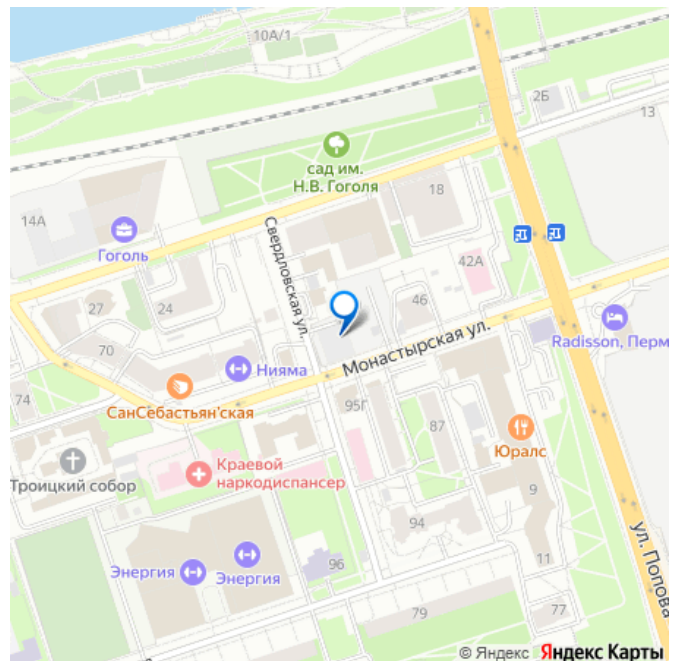 10А/1
2Б
13
сад им.
Н.В. Гоголя
18
14А
Гоголь
Свердловская ул.
42А
27
24
46
Монастырская ул.
Radisson, Перм
70
Нияма
74
СанСебастьян'ская
95Г
87
Юралс
Троицкий собор
Краевой
наркодиспансер
9
94
ул. Попова
Энергия
Энергия
96
11
79
77
© Яндекс Яндекс Карты